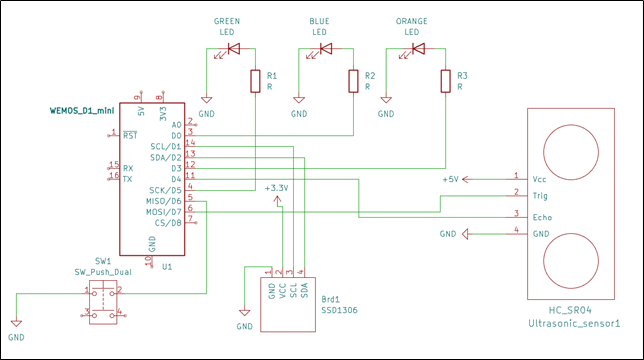 GREEN
LED
BLUE
LED
ORANGE
LED
R1
R
R2
R
R3
R
GND
GND
GND
WEMOS_D1_mini
9
8
5V
3V3
A0
2
D0
3
1
RST
SCL/D1
14
SDA/D2
13
15
RX
D3
12
16
TX
D4
11
SCK/D5
4
MISO/D6
5
MOSI/D7
6
CS/D8
7
GND
10
U1
+5V
1
Vcc
2
Trig
3
Echo
GND
4
GND
HC_SR04
Ultrasonic_sensor1
+3.3V
1
2
3
4
GND
VCC
SCL
SDA
Brd1
SSD1306
GND
SW1
SW_Push_Dual
1
2
3
4
GND